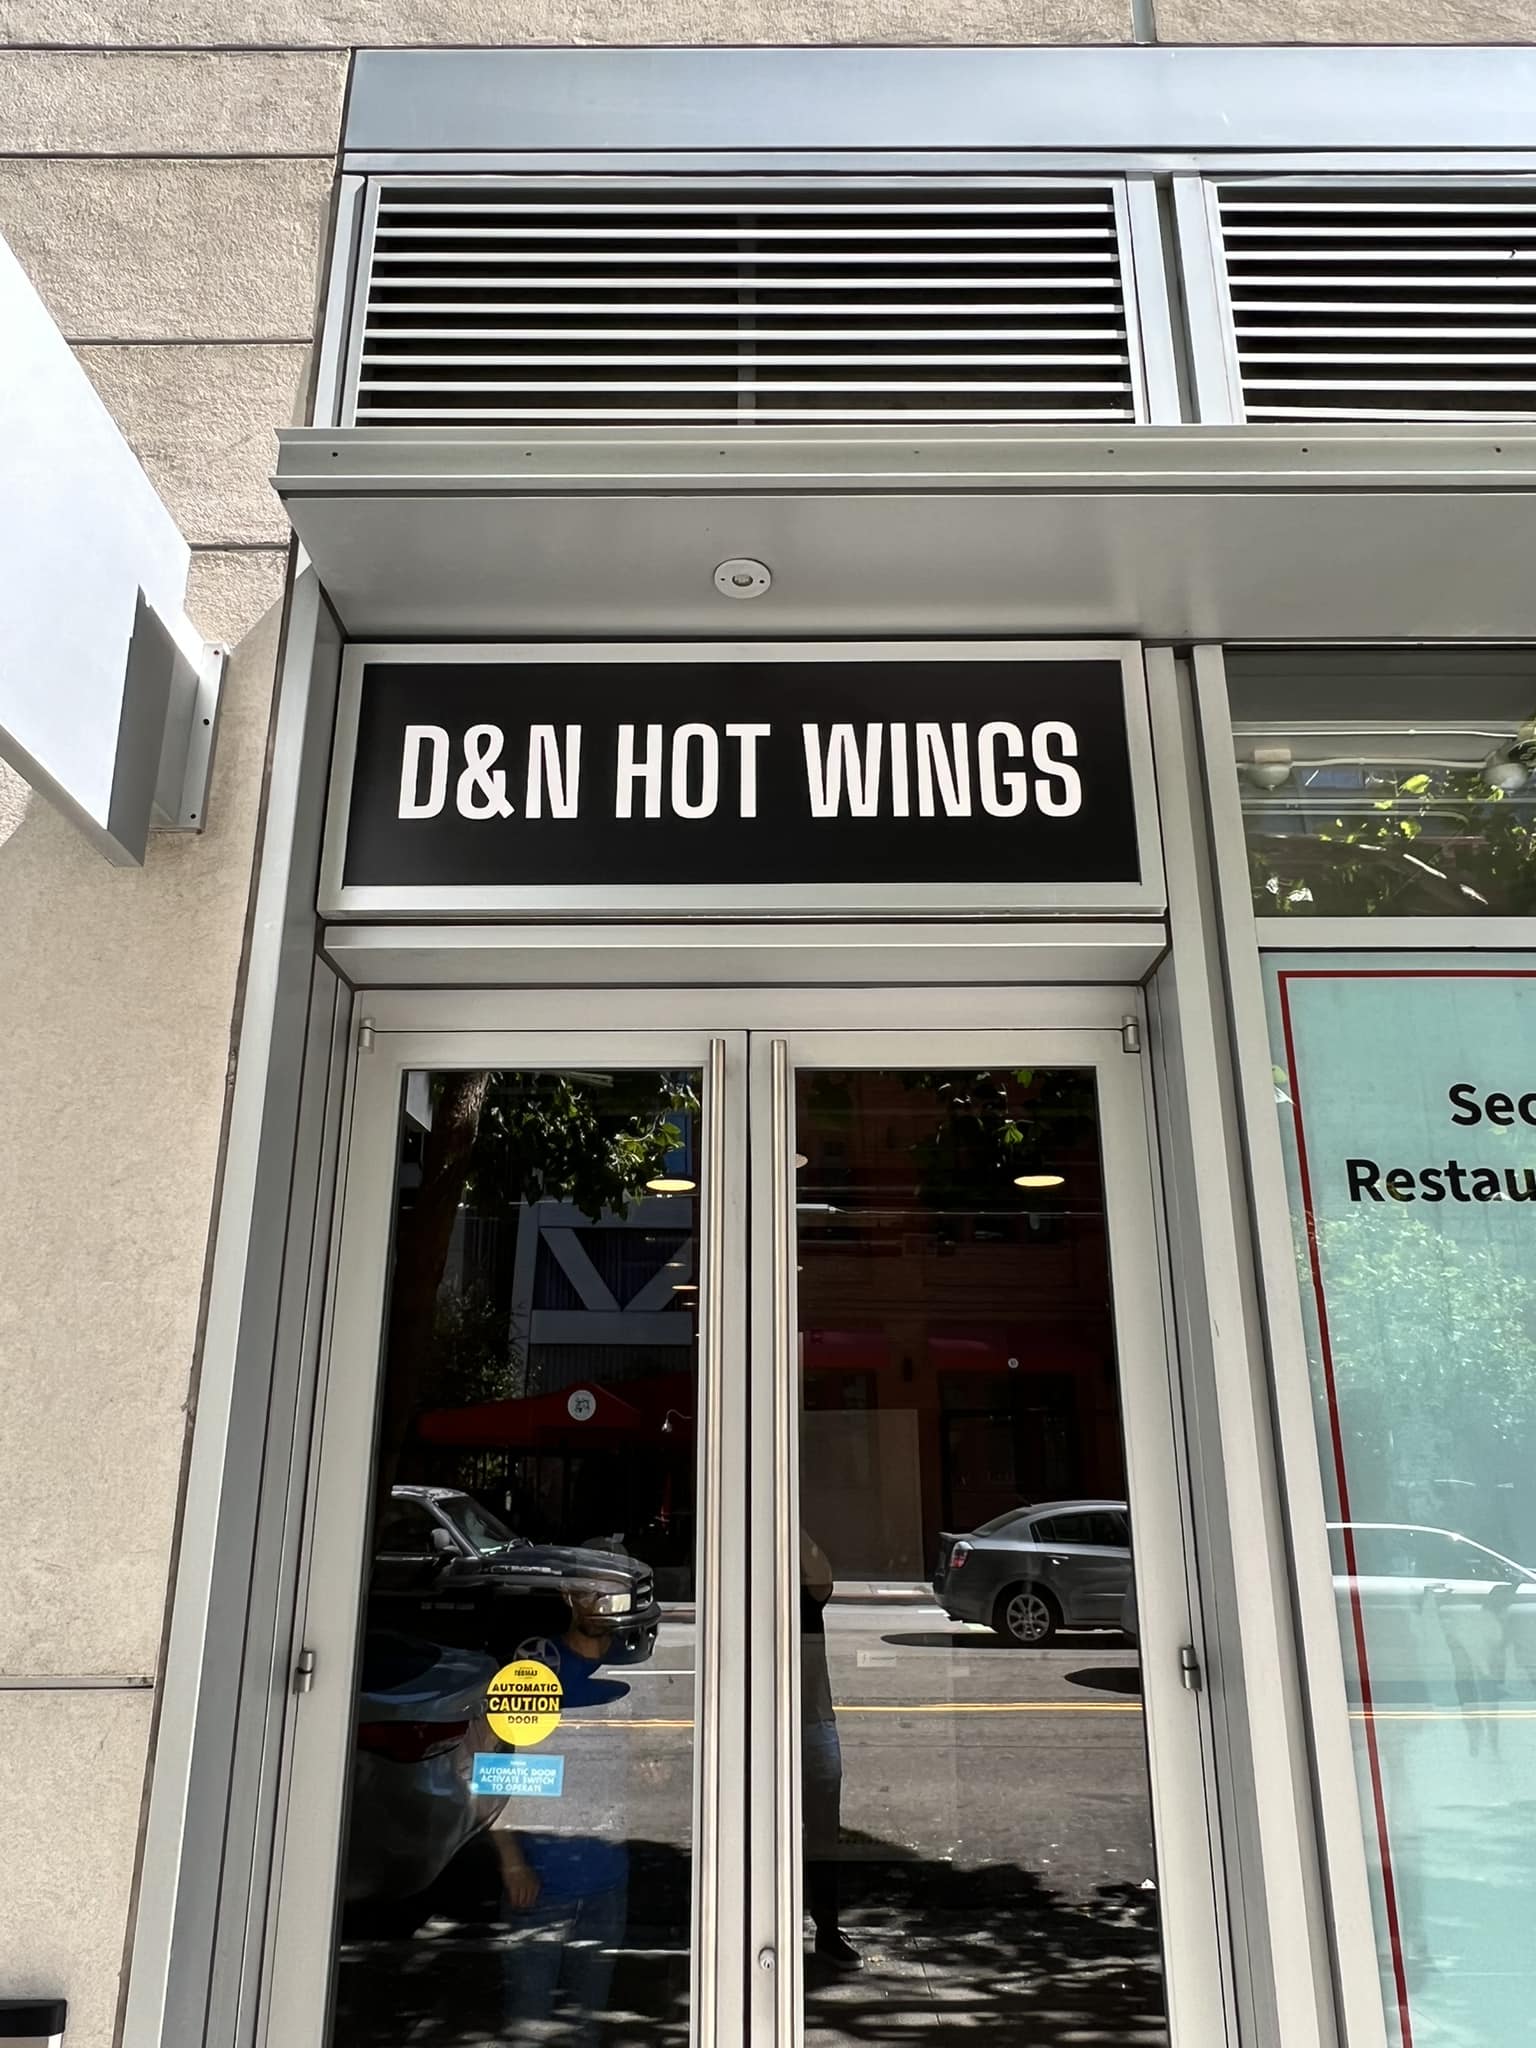 D&N HOT WINGS
Sec
Restau
AUTOMATIC
CAUTION
DOOR
AUTOMATIC DOOR
ACTIVATE SWITCH
TO OPERATE